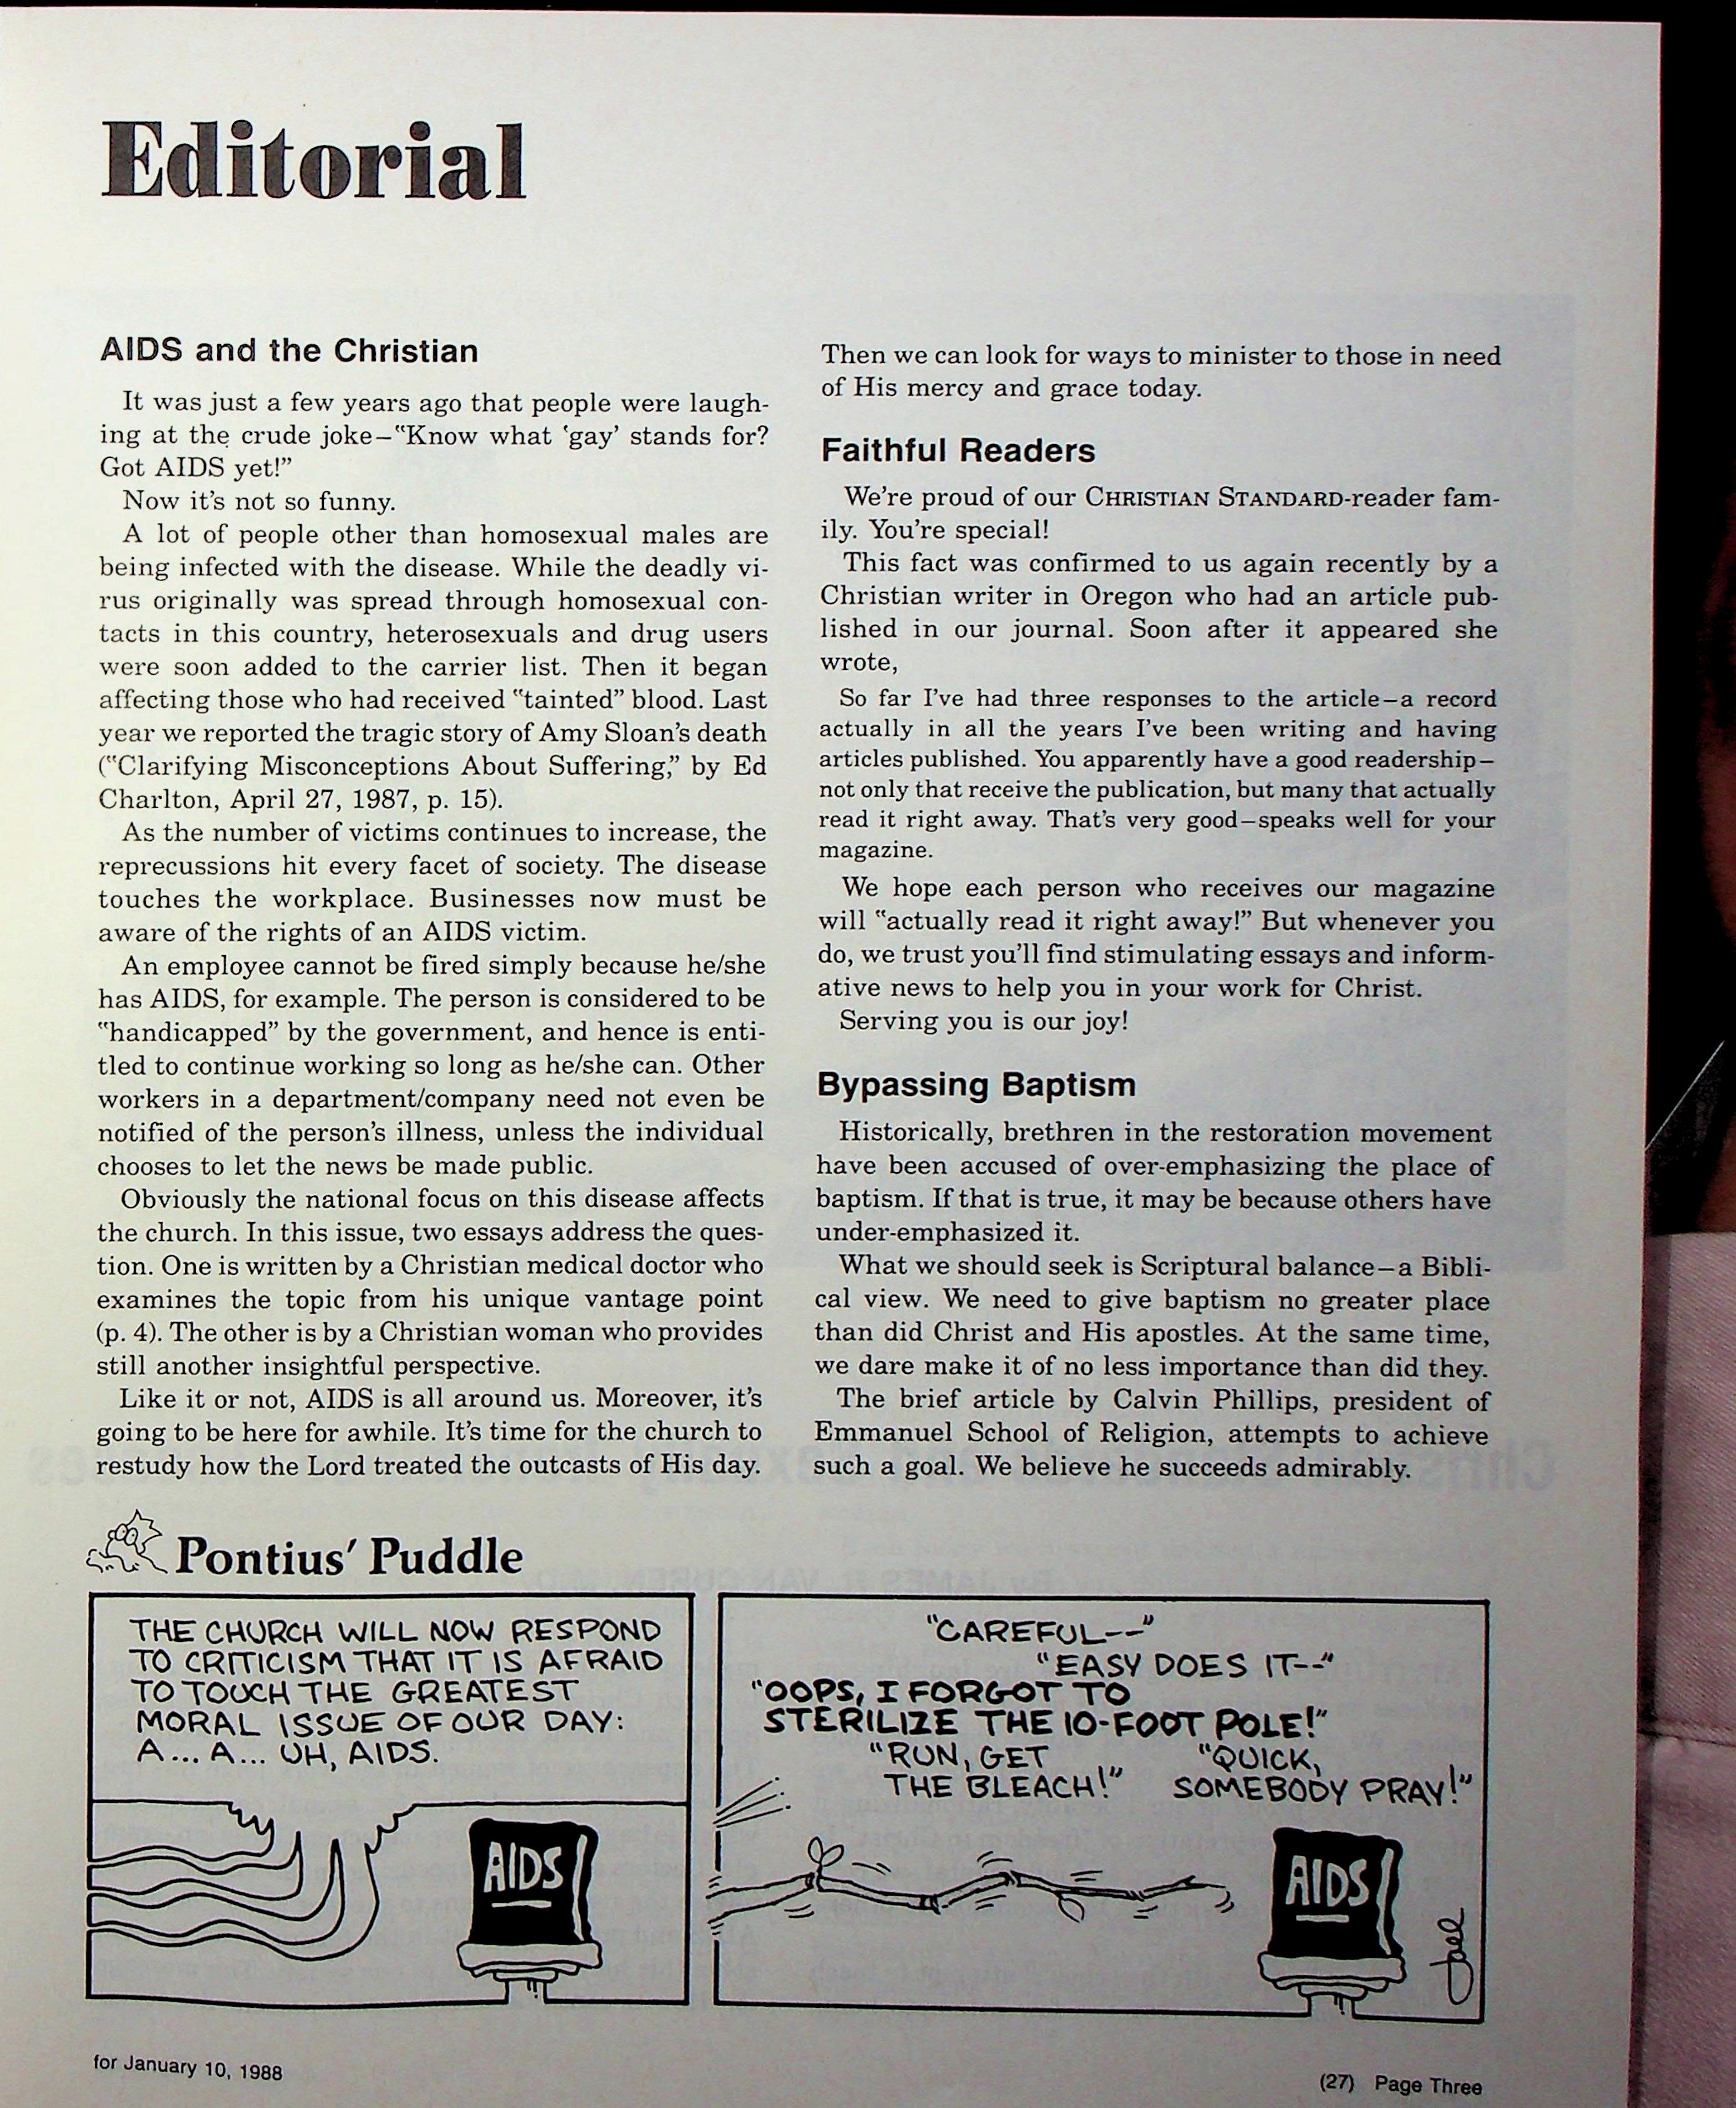 Editorial
AIDS and the Christian
It was just a few years ago that people were laugh-
ing at the crude joke–"Know what 'gay' stands for?
Got AIDS yet!"
Now it's not so funny.
A lot of people other than homosexual males are
being infected with the disease. While the deadly vi-
rus originally was spread through homosexual con-
tacts in this country, heterosexuals and drug users
were soon added to the carrier list. Then it began
affecting those who had received "tainted" blood. Last
year we reported the tragic story of Amy Sloan's death
("Clarifying Misconceptions About Suffering," by Ed
Charlton, April 27, 1987, p. 15).
As the number of victims continues to increase, the
reprecussions hit every facet of society. The disease
touches the workplace. Businesses now must be
aware of the rights of an AIDS victim.
An employee cannot be fired simply because he/she
has AIDS, for example. The person is considered to be
"handicapped" by the government, and hence is enti-
tled to continue working so long as he/she can. Other
workers in a department/company need not even be
notified of the person's illness, unless the individual
chooses to let the news be made public.
Obviously the national focus on this disease affects
the church. In this issue, two essays address the ques-
tion. One is written by a Christian medical doctor who
examines the topic from his unique vantage point
(p. 4). The other is by a Christian woman who provides
still another insightful perspective.
Like it or not, AIDS is all around us. Moreover, it's
going to be here for awhile. It's time for the church to
restudy how the Lord treated the outcasts of His day.
Then we can look for ways to minister to those in need
of His mercy and grace today.
Faithful Readers
We're proud of our CHRISTIAN STANDARD-reader fam-
ily. You're special!
This fact was confirmed to us again recently by a
Christian writer in Oregon who had an article pub-
lished in our journal. Soon after it appeared she
wrote,
So far I've had three responses to the article–a record
actually in all the years I've been writing and having
articles published. You apparently have a good readership–
not only that receive the publication, but many that actually
read it right away. That's very good–speaks well for your
magazine.
We hope each person who receives our magazine
will "actually read it right away!" But whenever you
do, we trust you'll find stimulating essays and inform-
ative news to help you in your work for Christ.
Serving you is our joy!
Bypassing Baptism
Historically, brethren in the restoration movement
have been accused of over-emphasizing the place of
baptism. If that is true, it may be because others have
under-emphasized it.
What we should seek is Scriptural balance–a Bibli-
cal view. We need to give baptism no greater place
than did Christ and His apostles. At the same time,
we dare make it of no less importance than did they.
The brief article by Calvin Phillips, president of
Emmanuel School of Religion, attempts to achieve
such a goal. We believe he succeeds admirably.
Pontius' Puddle
THE CHURCH WILL NOW RESPOND
TO CRITICISM THAT IT IS AFRAID
TO TOUCH THE GREATEST
MORAL ISSUE OF OUR DAY:
A... A... UH, AIDS.
AIDS
"CAREFUL--"
"EASY DOES IT--"
"OOPS, I FORGOT TO
STERILIZE THE 10-FOOT POLE!"
"RUN, GET
THE BLEACH!"
"QUICK,
SOMEBODY PRAY!"
AIDS
Joel
for January 10, 1988
(27) Page Three